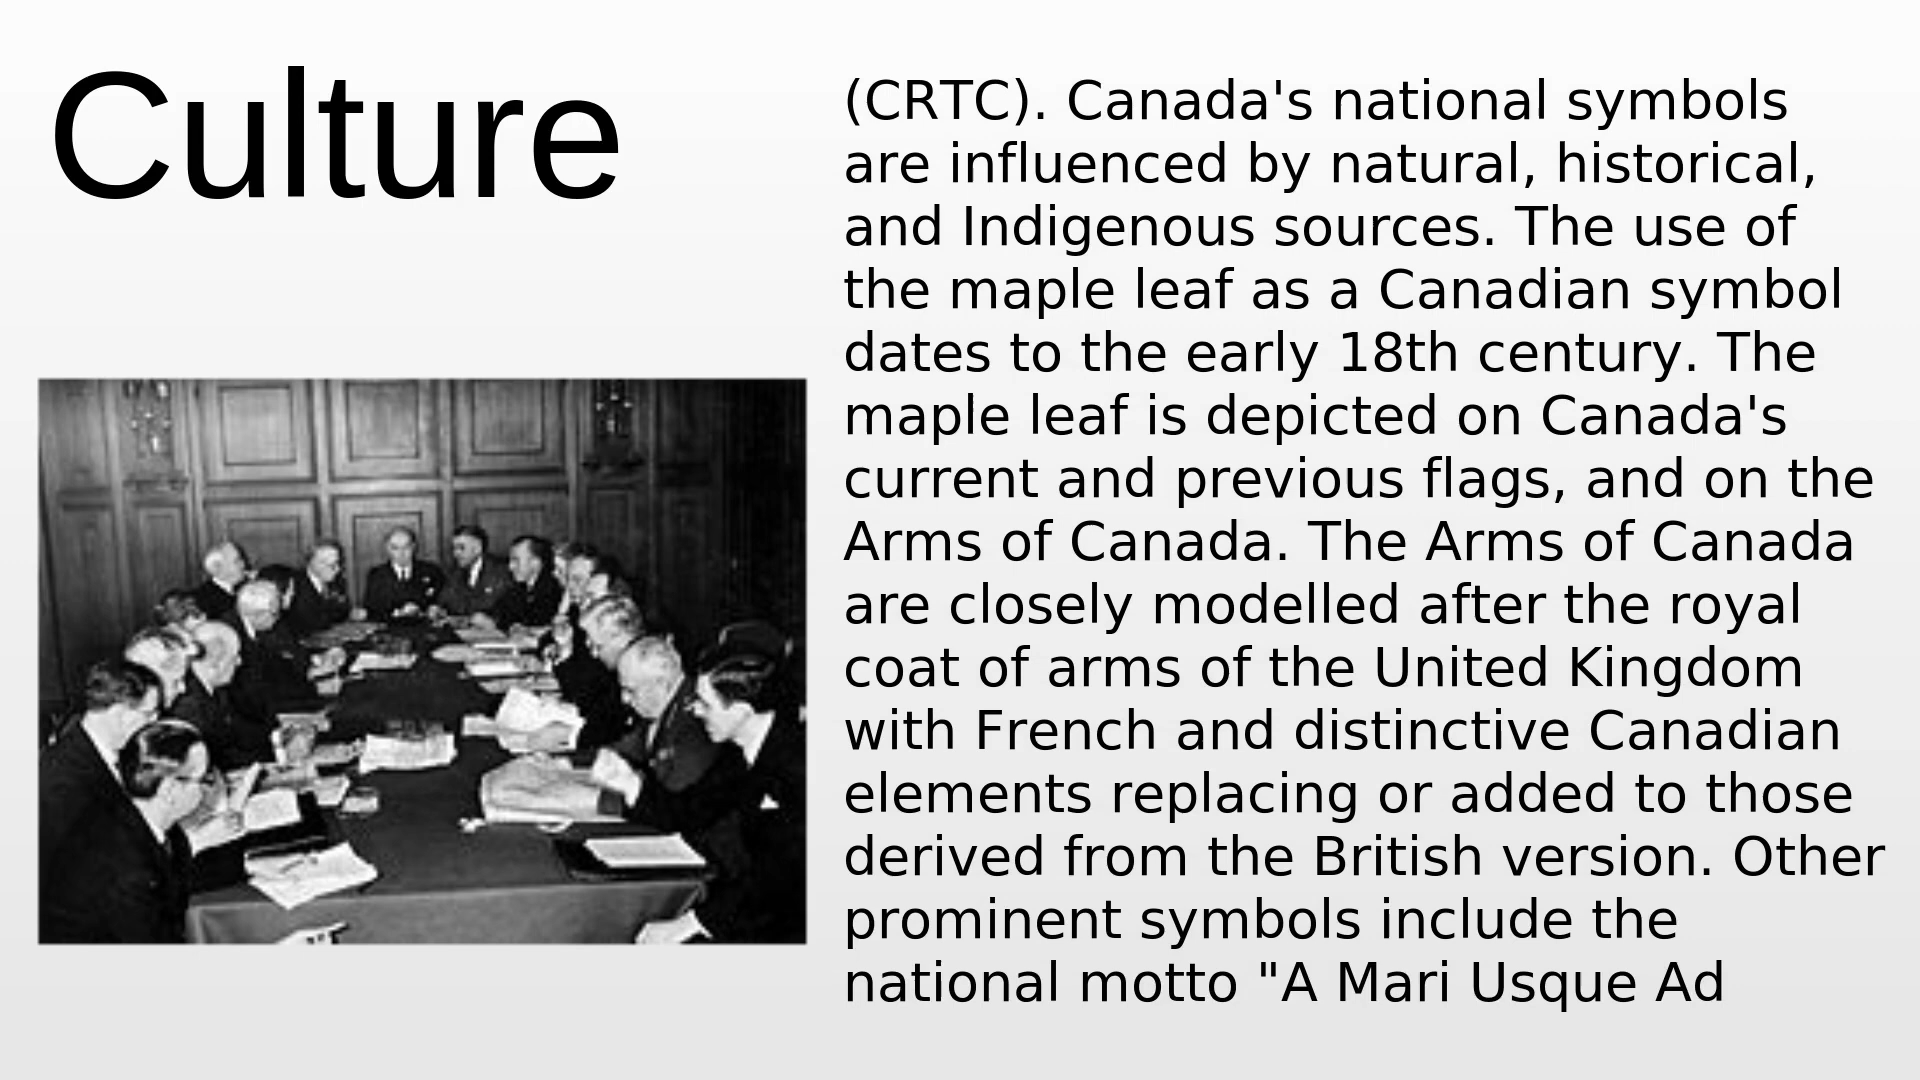 Culture
(CRTC). Canada's national symbols
are influenced by natural, historical,
and Indigenous sources. The use of
the maple leaf as a Canadian symbol
dates to the early 18th century. The
maple leaf is depicted on Canada's
current and previous flags, and on the
Arms of Canada. The Arms of Canada
are closely modelled after the royal
coat of arms of the United Kingdom
with French and distinctive Canadian
elements replacing or added to those
derived from the British version. Other
prominent symbols include the
national motto "A Mari Usque Ad